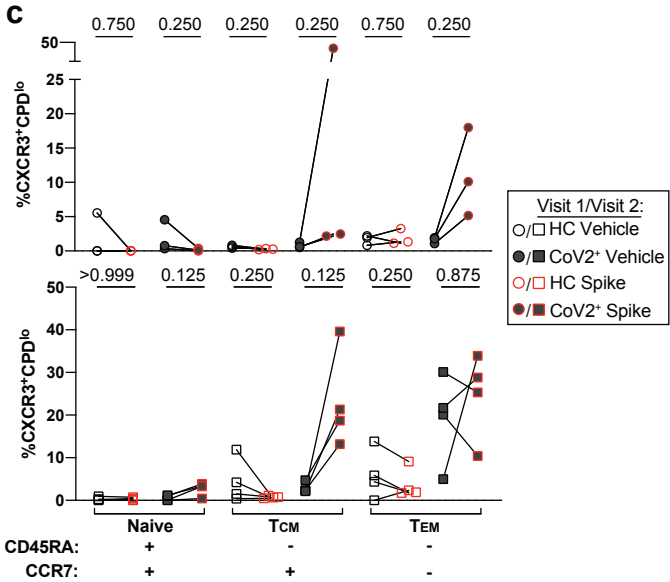 c
0.750 0.250 0.250 0.250 0.750 0.250
50
25
20
15
10
5
0
%CXCR3⁺CPDˡᵒ
Visit 1/Visit 2:
HC Vehicle
CoV2⁺ Vehicle
HC Spike
CoV2⁺ Spike
>0.999 0.125 0.250 0.125 0.250 0.875
50
40
30
20
10
0
%CXCR3⁺CPDˡᵒ
Naive TCM TEM
CD45RA: + - -
CCR7: + + -